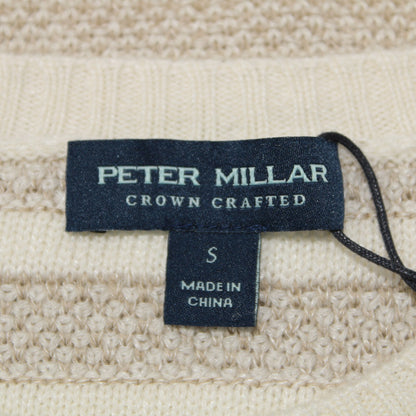 PETER MILLAR
CROWN CRAFTED
S
MADE IN
CHINA